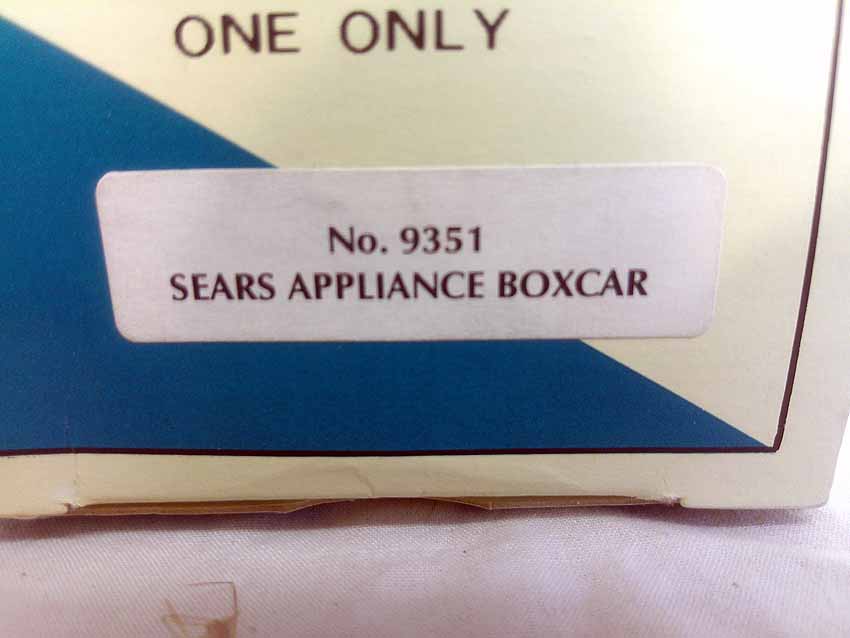 ONE ONLY
No. 9351
SEARS APPLIANCE BOXCAR